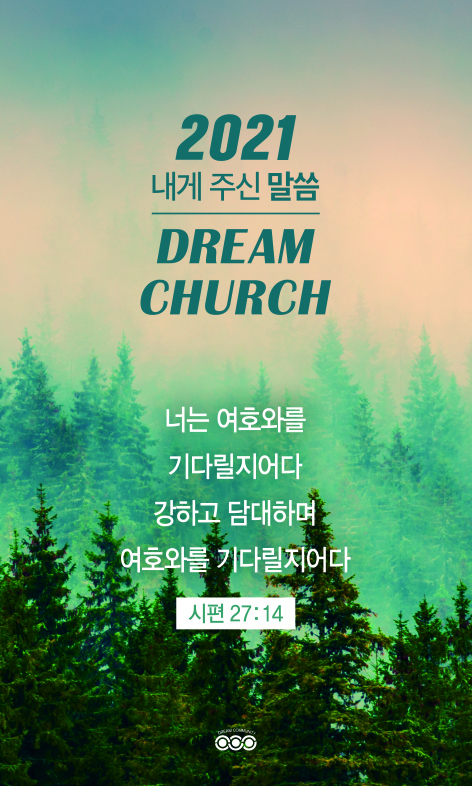 2021
내게 주신 말씀
DREAM
CHURCH
너는 여호와를
기다릴지어다
강하고 담대하며
여호와를 기다릴지어다
시편 27:14
DREAM COMMUNITY